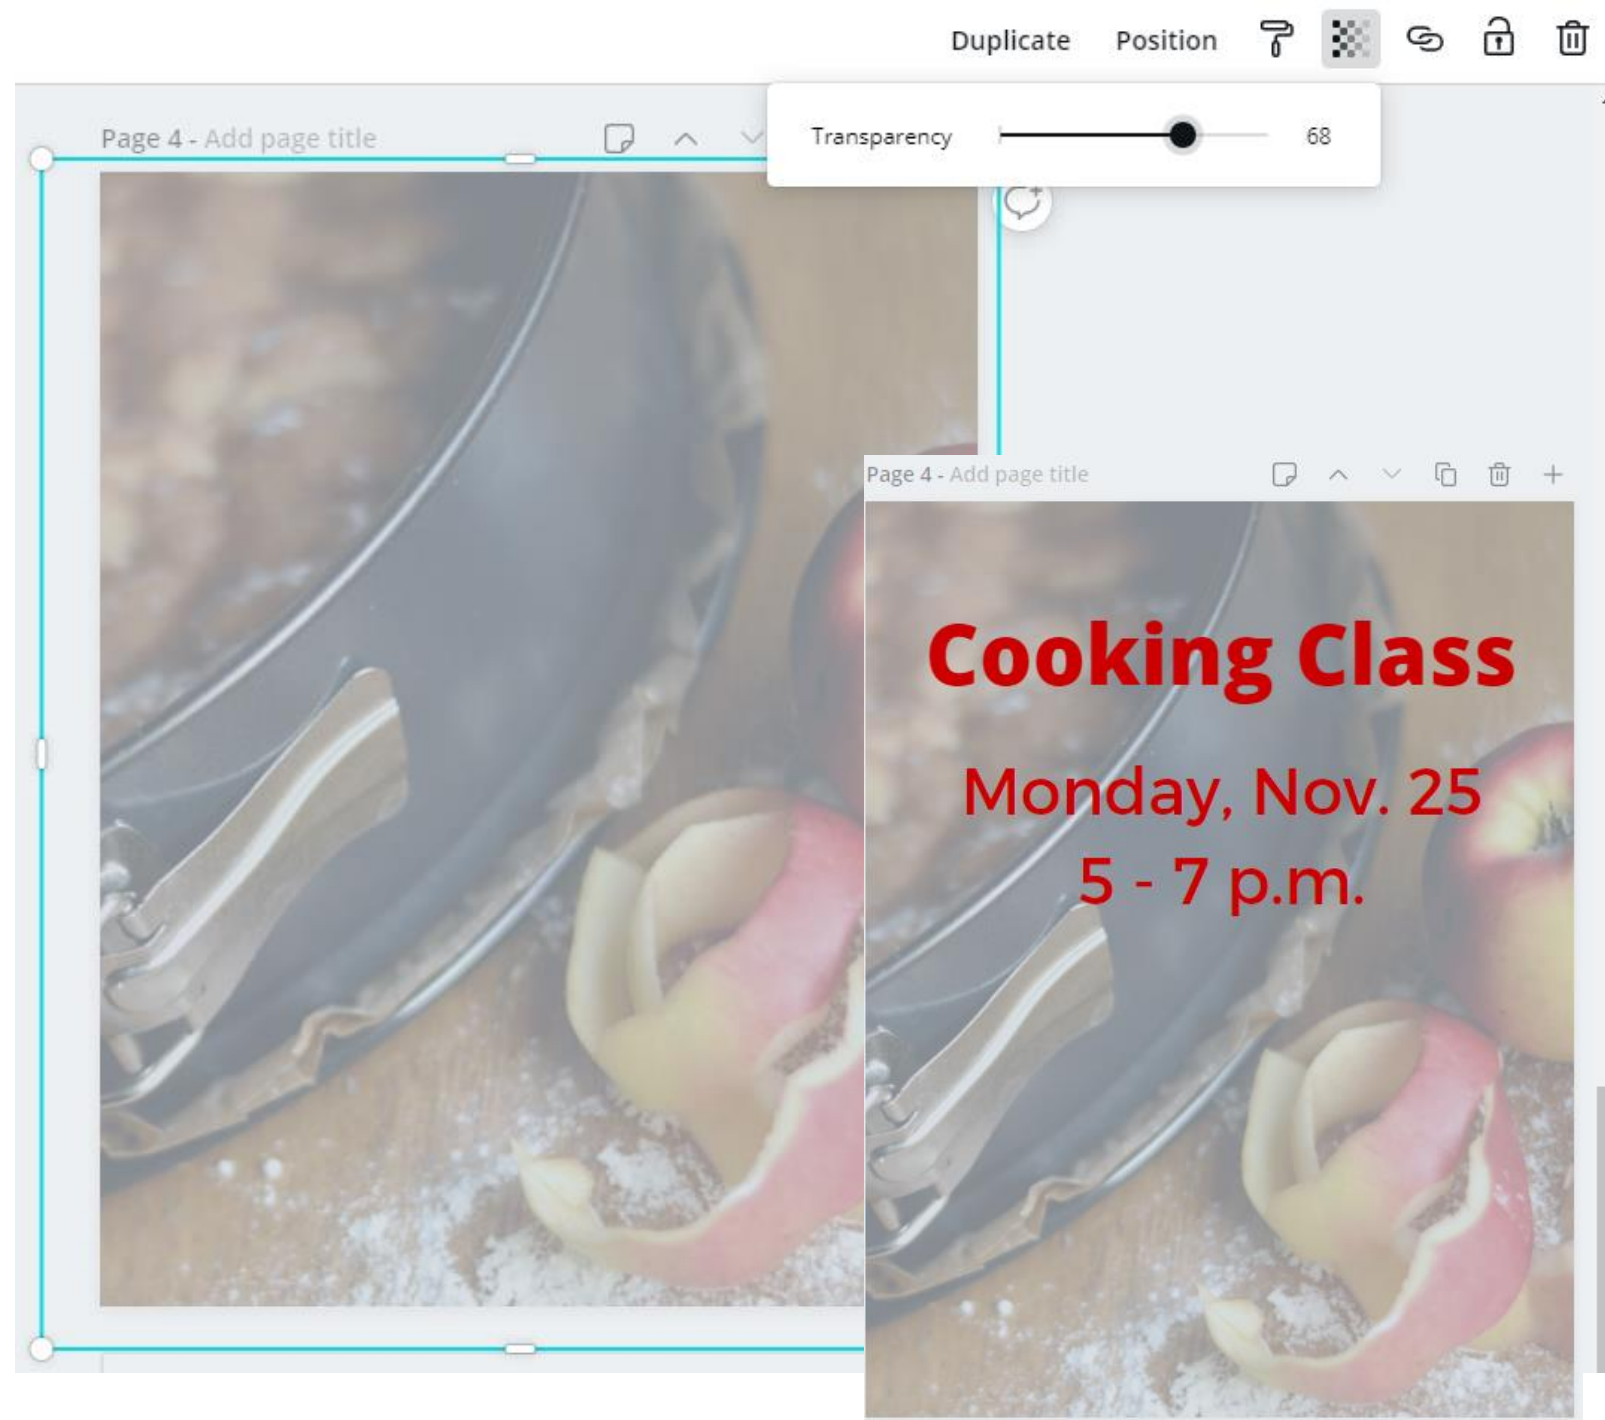 Duplicate Position
Page 4 - Add page title
Transparency 68
Page 4 - Add page title
Cooking Class
Monday, Nov. 25
5 - 7 p.m.